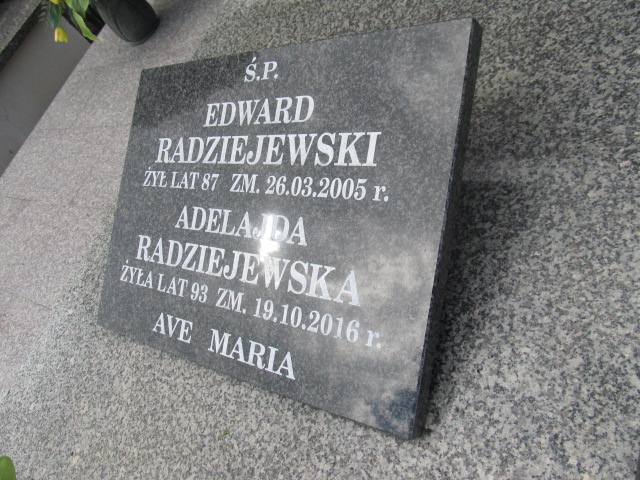 Ś.P.
EDWARD
RADZIEJEWSKI
ŻYŁ LAT 87 ZM. 26.03.2005 r.
ADELAJDA
RADZIEJEWSKA
ŻYŁA LAT 93 ZM. 19.10.2016 r.
AVE MARIA